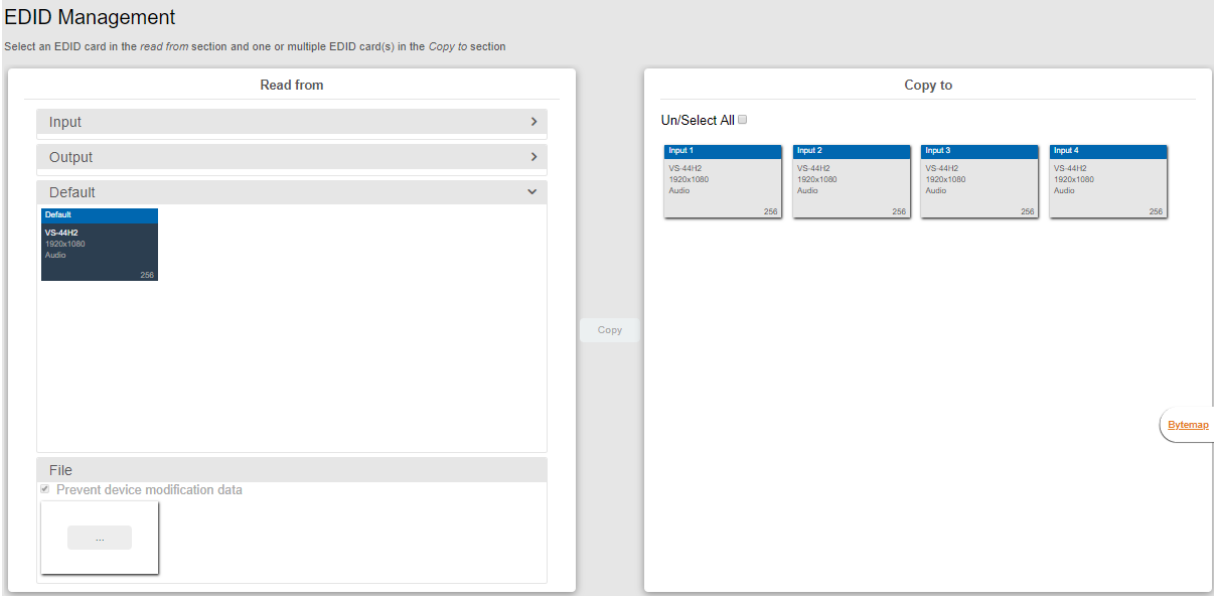 EDID Management
Select an EDID card in the read from section and one or multiple EDID card(s) in the Copy to section
Read from
Input
Output
Default
Default
VS-44H2
1920x1080
Audio
256
File
Prevent device modification data
...
Copy
Copy to
Un/Select All
Input 1
VS-44H2
1920x1080
Audio
256
Input 2
VS-44H2
1920x1080
Audio
256
Input 3
VS-44H2
1920x1080
Audio
256
Input 4
VS-44H2
1920x1080
Audio
256
Bytemap